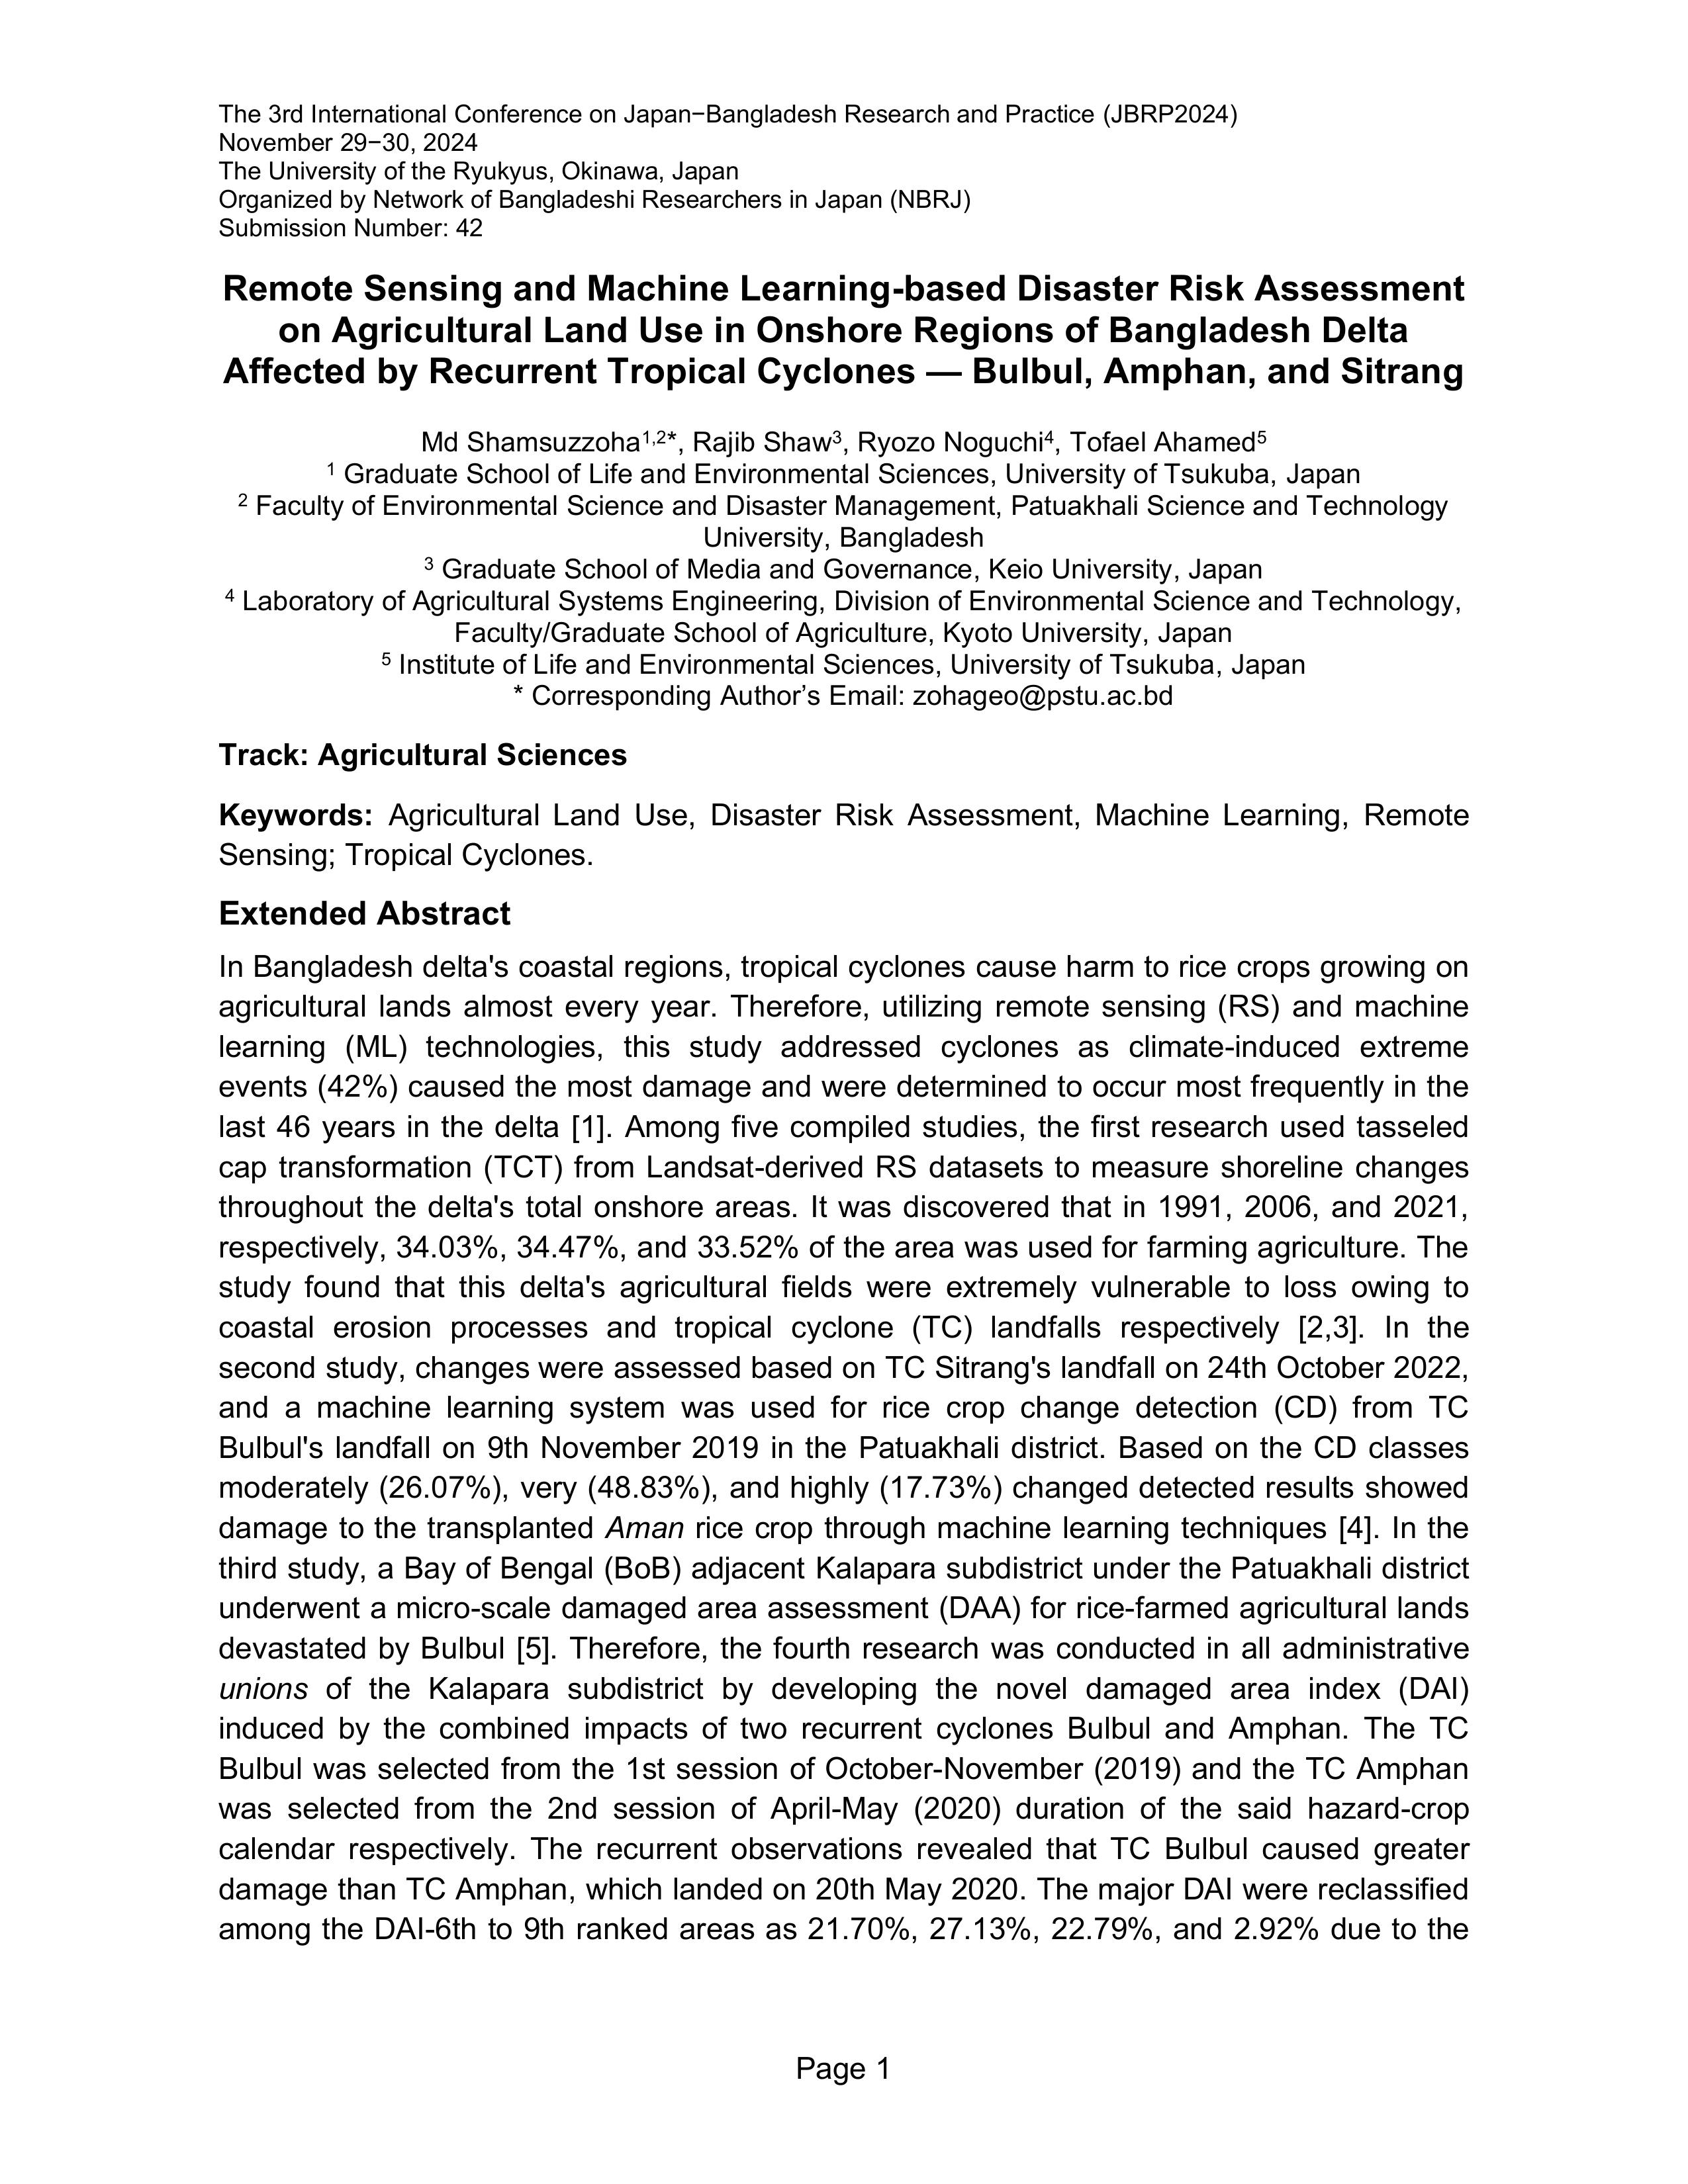 The 3rd International Conference on Japan−Bangladesh Research and Practice (JBRP2024)
November 29−30, 2024
The University of the Ryukyus, Okinawa, Japan
Organized by Network of Bangladeshi Researchers in Japan (NBRJ)
Submission Number: 42
Remote Sensing and Machine Learning-based Disaster Risk Assessment
on Agricultural Land Use in Onshore Regions of Bangladesh Delta
Affected by Recurrent Tropical Cyclones — Bulbul, Amphan, and Sitrang
Md Shamsuzzoha1,2*, Rajib Shaw3, Ryozo Noguchi4, Tofael Ahamed5
1 Graduate School of Life and Environmental Sciences, University of Tsukuba, Japan
2 Faculty of Environmental Science and Disaster Management, Patuakhali Science and Technology
University, Bangladesh
3 Graduate School of Media and Governance, Keio University, Japan
4 Laboratory of Agricultural Systems Engineering, Division of Environmental Science and Technology,
Faculty/Graduate School of Agriculture, Kyoto University, Japan
5 Institute of Life and Environmental Sciences, University of Tsukuba, Japan
* Corresponding Author’s Email: zohageo@pstu.ac.bd
Track: Agricultural Sciences
Keywords: Agricultural Land Use, Disaster Risk Assessment, Machine Learning, Remote
Sensing; Tropical Cyclones.
Extended Abstract
In Bangladesh delta's coastal regions, tropical cyclones cause harm to rice crops growing on
agricultural lands almost every year. Therefore, utilizing remote sensing (RS) and machine
learning (ML) technologies, this study addressed cyclones as climate-induced extreme
events (42%) caused the most damage and were determined to occur most frequently in the
last 46 years in the delta [1]. Among five compiled studies, the first research used tasseled
cap transformation (TCT) from Landsat-derived RS datasets to measure shoreline changes
throughout the delta's total onshore areas. It was discovered that in 1991, 2006, and 2021,
respectively, 34.03%, 34.47%, and 33.52% of the area was used for farming agriculture. The
study found that this delta's agricultural fields were extremely vulnerable to loss owing to
coastal erosion processes and tropical cyclone (TC) landfalls respectively [2,3]. In the
second study, changes were assessed based on TC Sitrang's landfall on 24th October 2022,
and a machine learning system was used for rice crop change detection (CD) from TC
Bulbul's landfall on 9th November 2019 in the Patuakhali district. Based on the CD classes
moderately (26.07%), very (48.83%), and highly (17.73%) changed detected results showed
damage to the transplanted Aman rice crop through machine learning techniques [4]. In the
third study, a Bay of Bengal (BoB) adjacent Kalapara subdistrict under the Patuakhali district
underwent a micro-scale damaged area assessment (DAA) for rice-farmed agricultural lands
devastated by Bulbul [5]. Therefore, the fourth research was conducted in all administrative
unions of the Kalapara subdistrict by developing the novel damaged area index (DAI)
induced by the combined impacts of two recurrent cyclones Bulbul and Amphan. The TC
Bulbul was selected from the 1st session of October-November (2019) and the TC Amphan
was selected from the 2nd session of April-May (2020) duration of the said hazard-crop
calendar respectively. The recurrent observations revealed that TC Bulbul caused greater
damage than TC Amphan, which landed on 20th May 2020. The major DAI were reclassified
among the DAI-6th to 9th ranked areas as 21.70%, 27.13%, 22.79%, and 2.92% due to the
Page 1